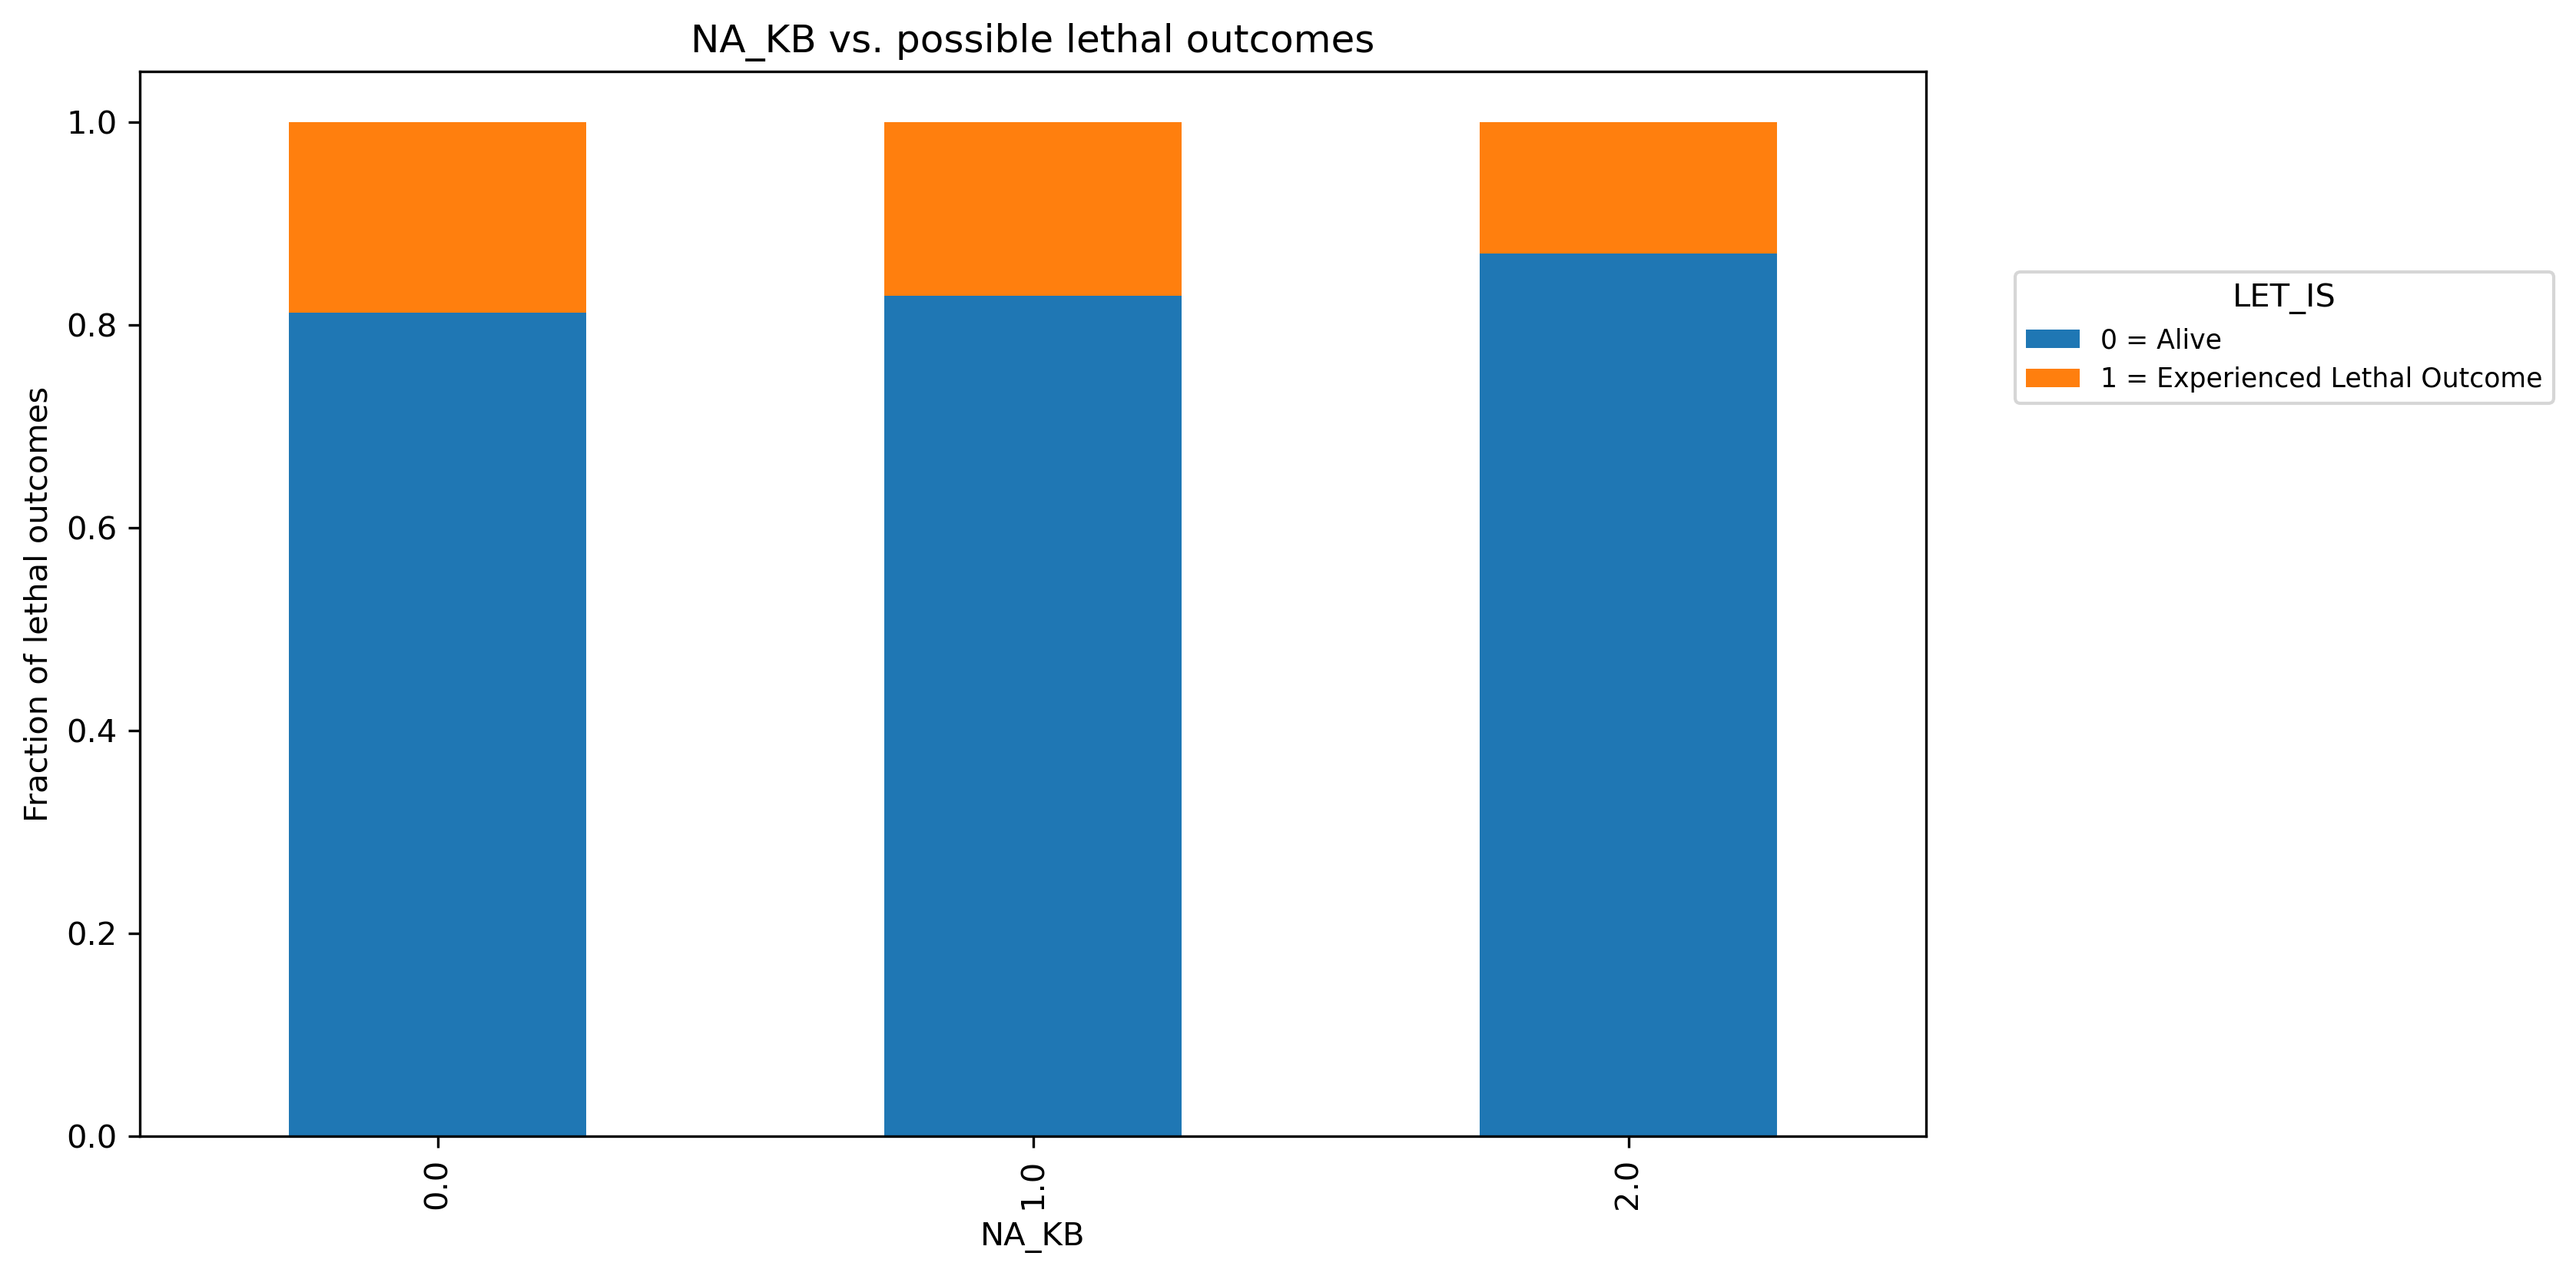 NA_KB vs. possible lethal outcomes
Fraction of lethal outcomes
1.0
0.8
0.6
0.4
0.2
0.0
0.0
1.0
2.0
NA_KB
LET_IS
0 = Alive
1 = Experienced Lethal Outcome